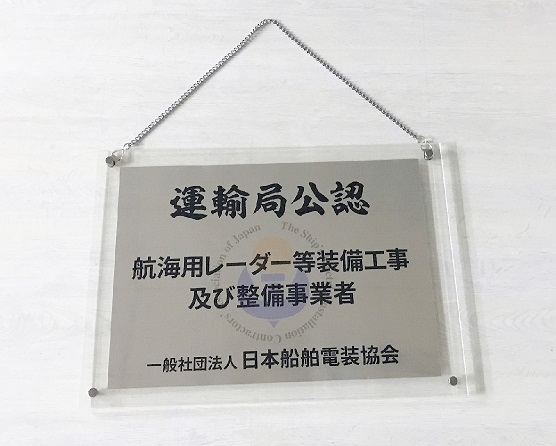 運輸局公認
航海用レーダー等装備工事
及び整備事業者
一般社団法人 日本船舶電装協会